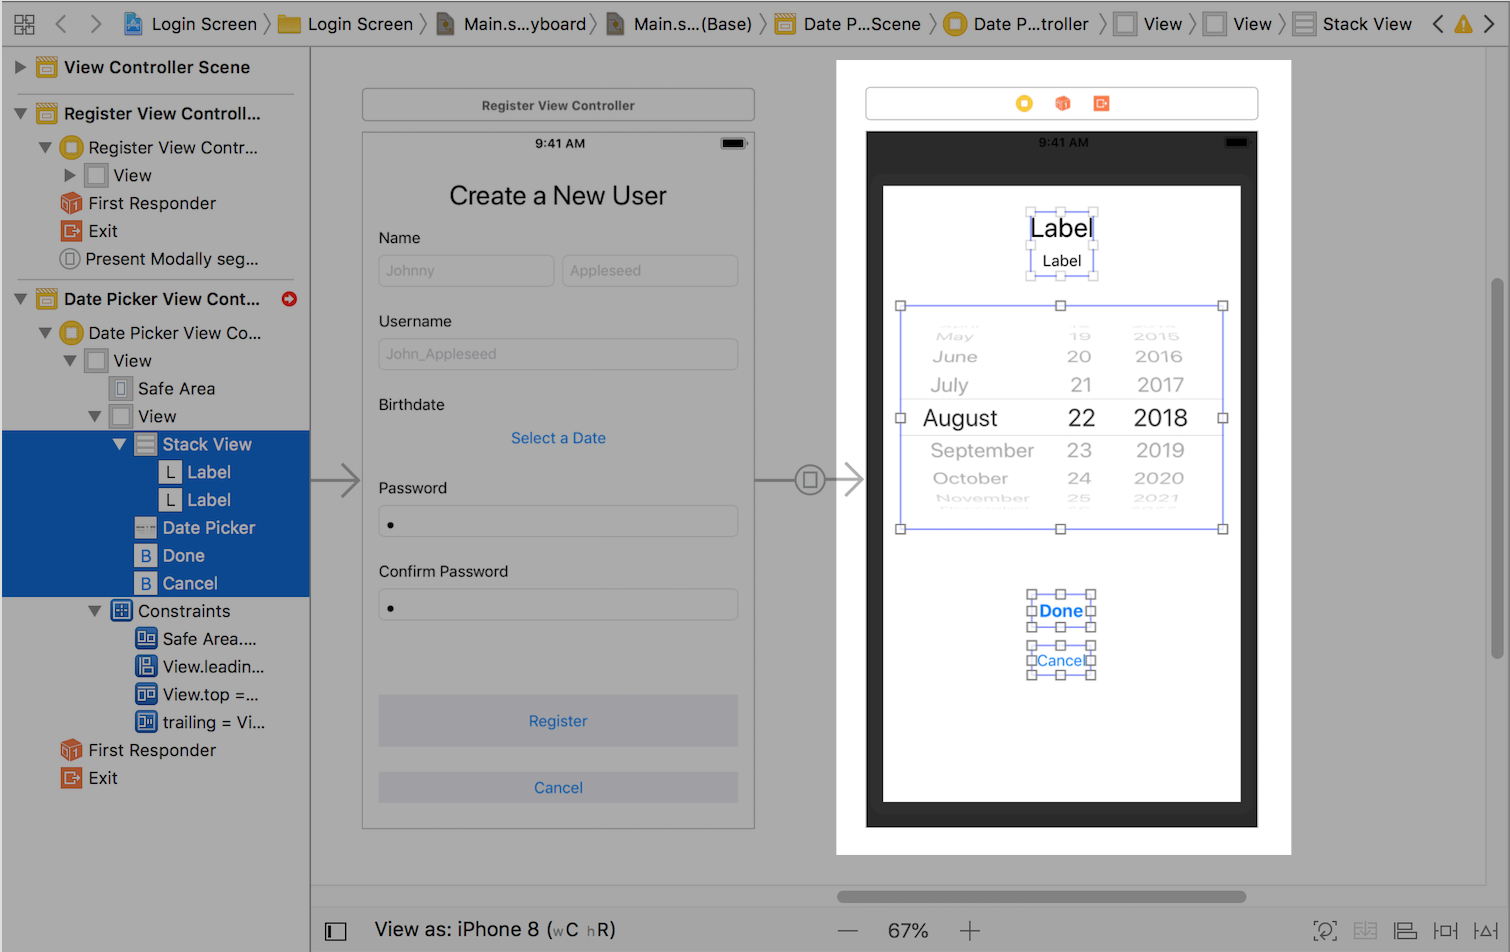 Login Screen
Login Screen
Main.s...yboard
Main.s...(Base)
Date P...Scene
Date P...troller
View
View
Stack View
View Controller Scene
Register View Controll...
Register View Contr...
View
First Responder
Exit
Present Modally seg...
Date Picker View Cont...
Date Picker View Co...
View
Safe Area
View
Stack View
L Label
L Label
Date Picker
B Done
B Cancel
Constraints
Safe Area....
View.leadin...
View.top =...
trailing = Vi...
First Responder
Exit
Register View Controller
9:41 AM
Create a New User
Name
Johnny Appleseed
Username
John_Appleseed
Birthdate
Select a Date
Password
Confirm Password
Register
Cancel
9:41 AM
Label
Label
May 19 2015
June 20 2016
July 21 2017
August 22 2018
September 23 2019
October 24 2020
November 25 2021
Done
Cancel
View as: iPhone 8 (wC hR)
67%